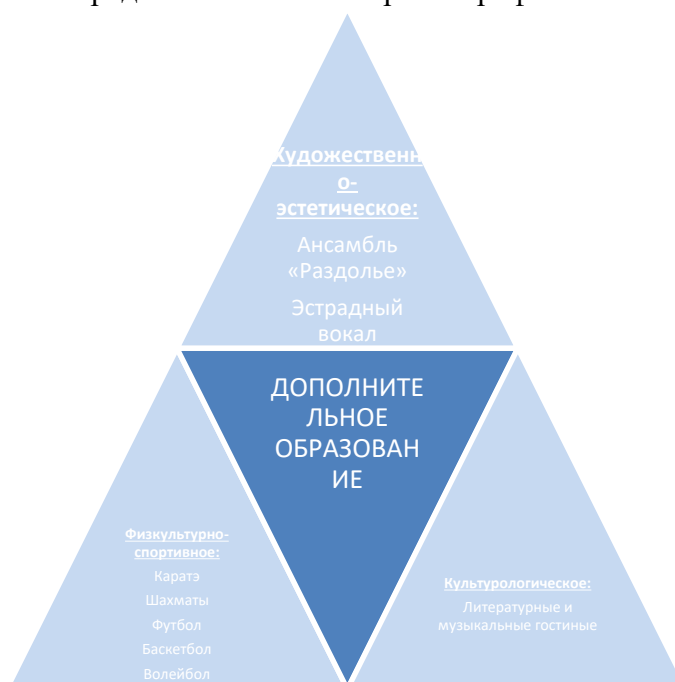 Художественн
о-
эстетическое:
Ансамбль
«Раздолье»
Эстрадный
вокал
ДОПОЛНИТЕ
ЛЬНОЕ
ОБРАЗОВАН
ИЕ
Физкультурно-
спортивное:
Каратэ
Шахматы
Футбол
Баскетбол
Волейбол
Культурологическое:
Литературные и
музыкальные гостиные